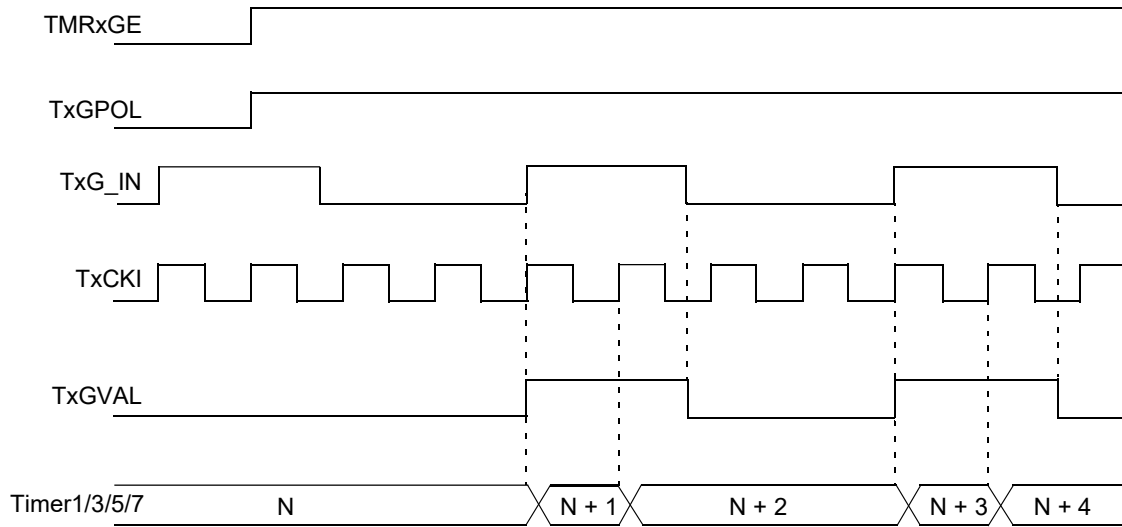 TMRxGE
TxGPOL
TxG_IN
TxCKI
TxGVAL
Timer1/3/5/7 N N + 1 N + 2 N + 3 N + 4